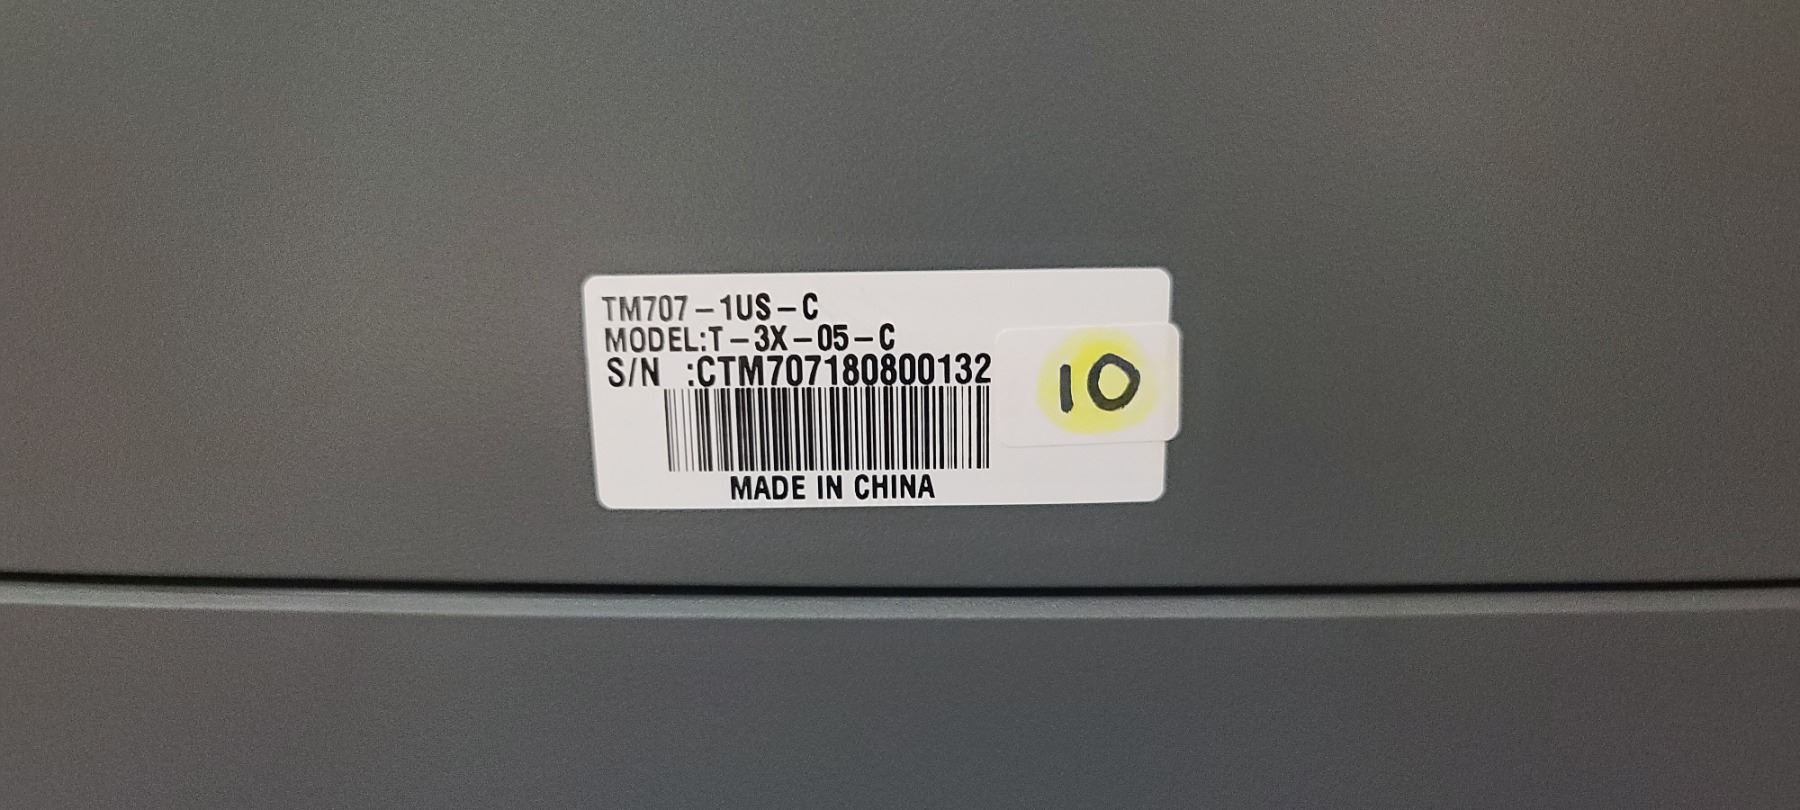 TM707-1US-C
MODEL:T-3X-05-C
S/N :CTM707180800132
10
MADE IN CHINA